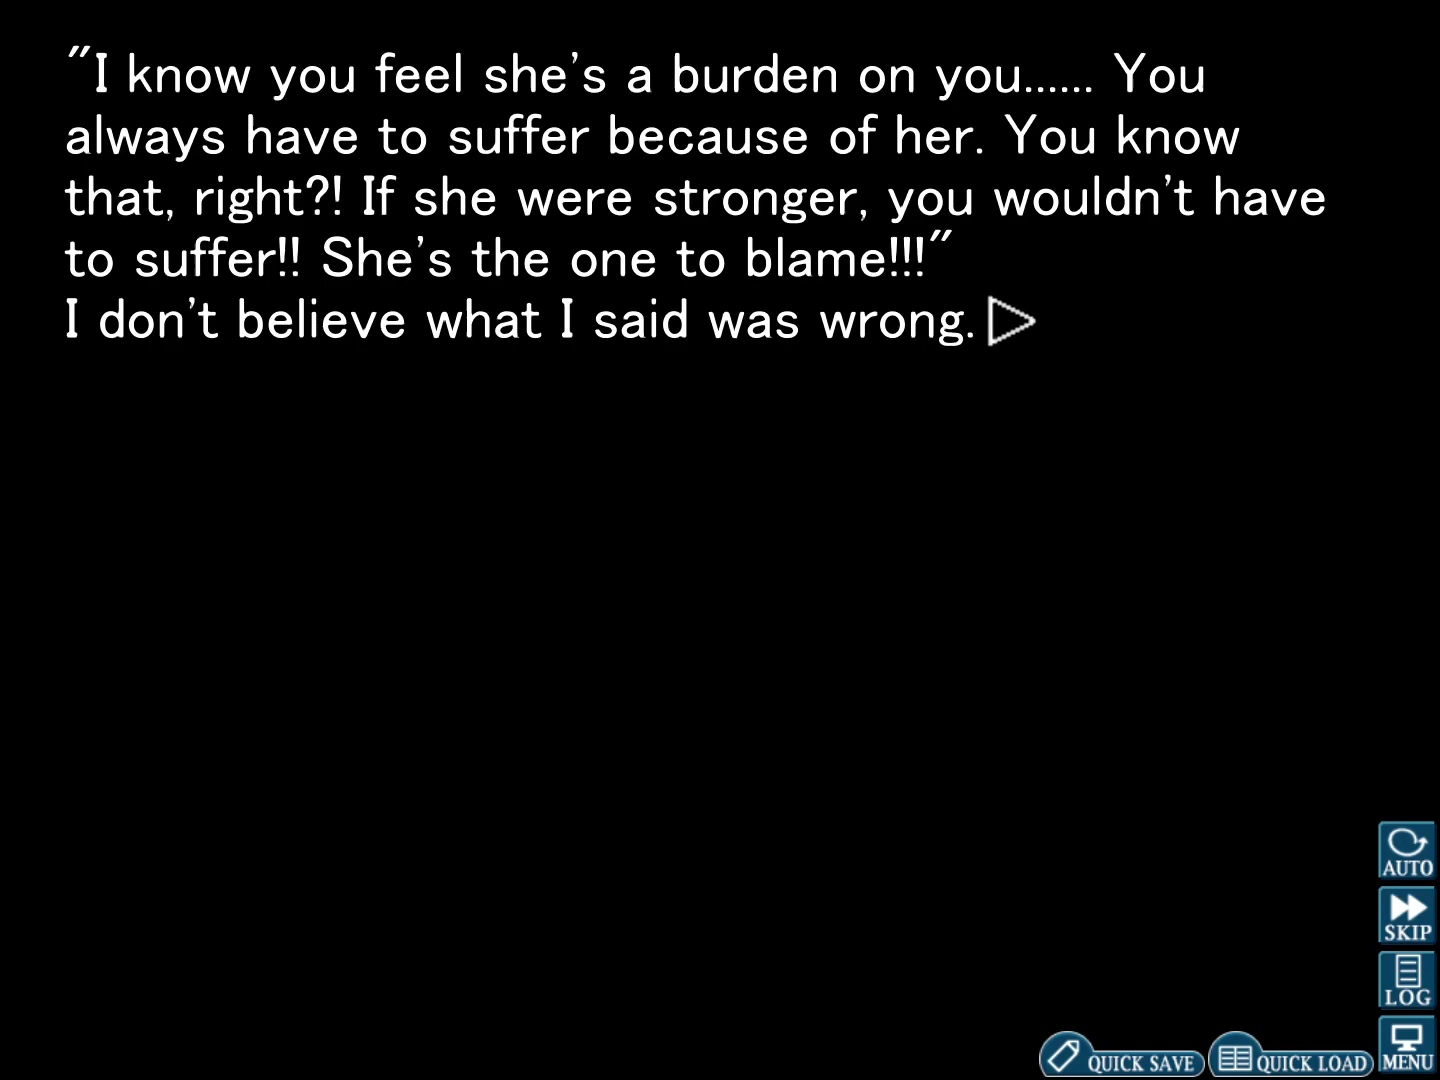 "I know you feel she's a burden on you...... You
always have to suffer because of her. You know
that, right?! If she were stronger, you wouldn't have
to suffer!! She's the one to blame!!!"
I don't believe what I said was wrong.
AUTO
SKIP
LOG
MENU
QUICK SAVE
QUICK LOAD